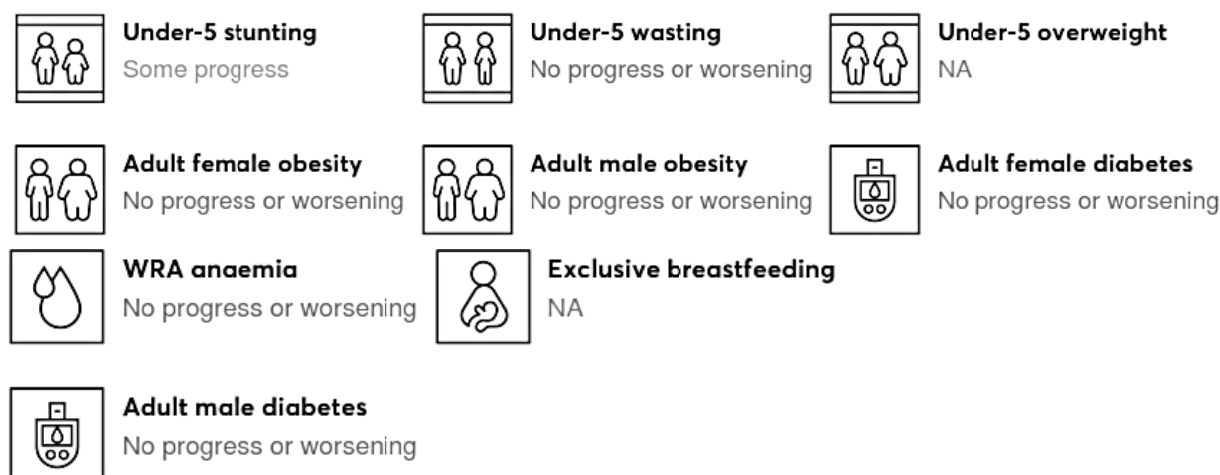 Under-5 stunting
Some progress
Under-5 wasting
No progress or worsening
Under-5 overweight
NA
Adult female obesity
No progress or worsening
Adult male obesity
No progress or worsening
Adult female diabetes
No progress or worsening
WRA anaemia
No progress or worsening
Exclusive breastfeeding
NA
Adult male diabetes
No progress or worsening